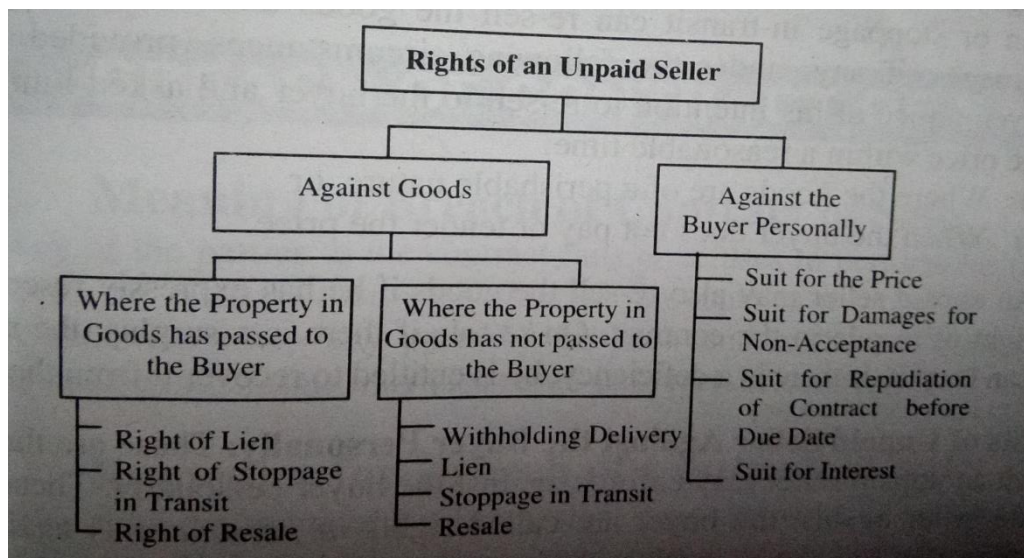 Rights of an Unpaid Seller
Against Goods
Against the
Buyer Personally
Where the Property in
Goods has passed to
the Buyer
Right of Lien
Right of Stoppage
in Transit
Right of Resale
Where the Property in
Goods has not passed to
the Buyer
Withholding Delivery
Lien
Stoppage in Transit
Resale
Suit for the Price
Suit for Damages for
Non-Acceptance
Suit for Repudiation
of Contract before
Due Date
Suit for Interest